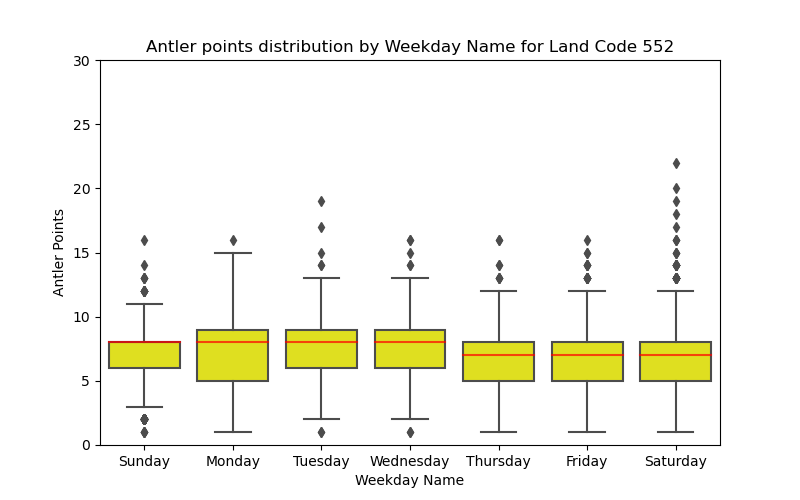 Antler points distribution by Weekday Name for Land Code 552
30
25
20
15
10
5
0
Antler Points
Sunday Monday Tuesday Wednesday Thursday Friday Saturday
Weekday Name